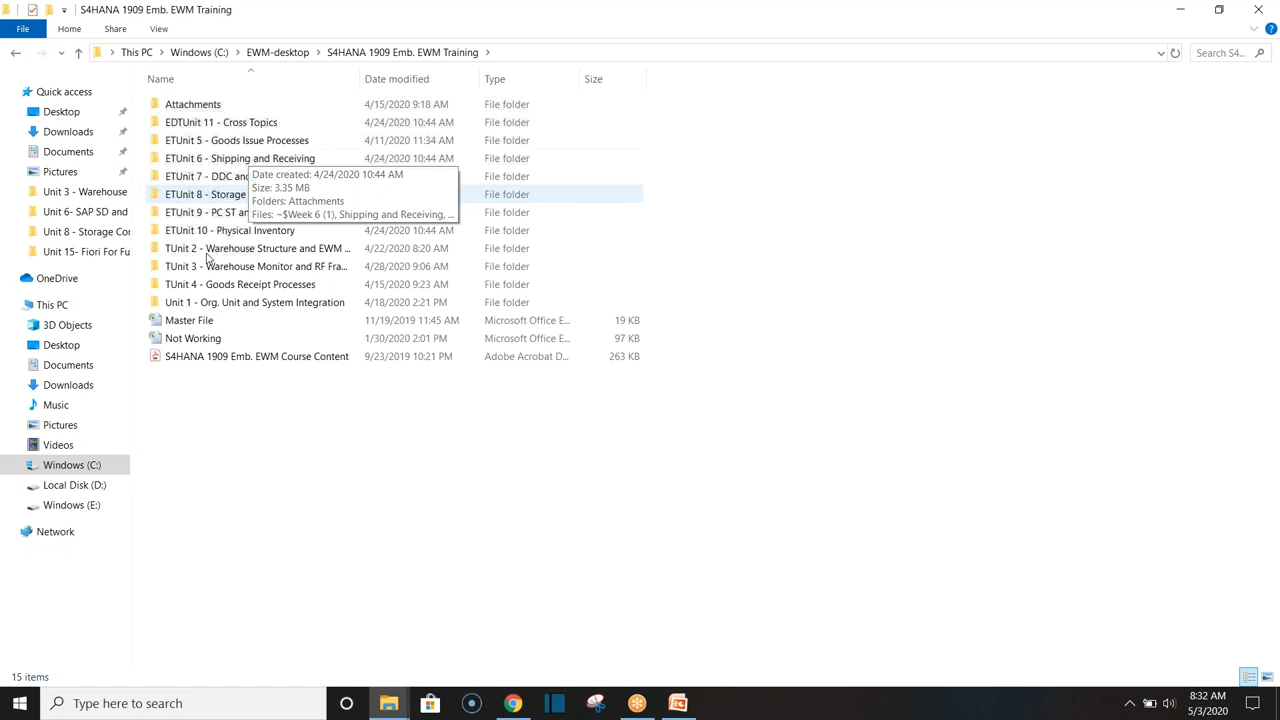 S4HANA 1909 Emb. EWM Training
File
Home
Share
View
This PC
Windows (C:)
EWM-desktop
S4HANA 1909 Emb. EWM Training
Search S4...
Name
Date modified
Type
Size
Quick access
Desktop
Downloads
Documents
Pictures
Unit 3 - Warehouse
Unit 6- SAP SD and
Unit 8 - Storage Con
Unit 15- Fiori For Fu
OneDrive
This PC
3D Objects
Desktop
Documents
Downloads
Music
Pictures
Videos
Windows (C:)
Local Disk (D:)
Windows (E:)
Network
Attachments 4/15/2020 9:18 AM File folder
EDTUnit 11 - Cross Topics 4/24/2020 10:44 AM File folder
ETUnit 5 - Goods Issue Processes 4/11/2020 11:34 AM File folder
ETUnit 6 - Shipping and Receiving 4/24/2020 10:44 AM File folder
ETUnit 7 - DDC and File folder
ETUnit 8 - Storage File folder
ETUnit 9 - PC ST an File folder
ETUnit 10 - Physical Inventory 4/24/2020 10:44 AM File folder
TUnit 2 - Warehouse Structure and EWM ... 4/22/2020 8:20 AM File folder
TUnit 3 - Warehouse Monitor and RF Fra... 4/28/2020 9:06 AM File folder
TUnit 4 - Goods Receipt Processes 4/15/2020 9:23 AM File folder
Unit 1 - Org. Unit and System Integration 4/18/2020 2:21 PM File folder
Master File 11/19/2019 11:45 AM Microsoft Office E... 19 KB
Not Working 1/30/2020 2:01 PM Microsoft Office E... 97 KB
S4HANA 1909 Emb. EWM Course Content 9/23/2019 10:21 PM Adobe Acrobat D... 263 KB
Date created: 4/24/2020 10:44 AM
Size: 3.35 MB
Folders: Attachments
Files: ~$Week 6 (1), Shipping and Receiving, ...
15 items
Type here to search
8:32 AM
5/3/2020